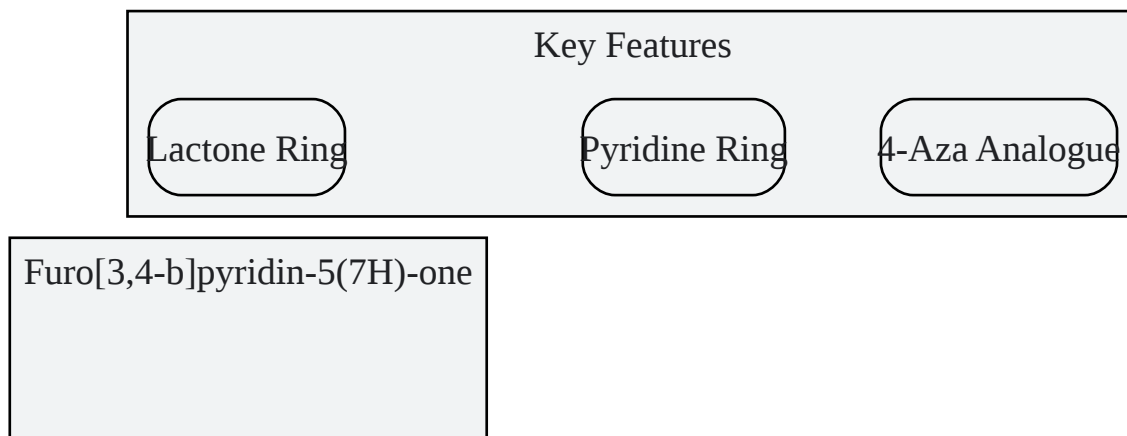 Key Features
Lactone Ring
Pyridine Ring
4-Aza Analogue
Furo[3,4-b]pyridin-5(7H)-one